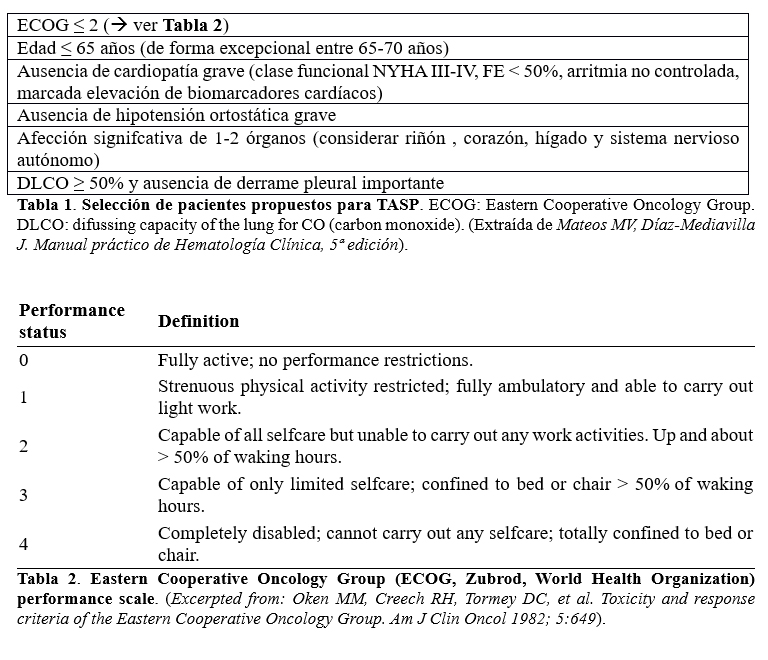 ECOG ≤ 2 (→ ver Tabla 2)
Edad ≤ 65 años (de forma excepcional entre 65-70 años)
Ausencia de cardiopatía grave (clase funcional NYHA III-IV, FE < 50%, arritmia no controlada,
marcada elevación de biomarcadores cardíacos)
Ausencia de hipotensión ortostática grave
Afección signifcativa de 1-2 órganos (considerar riñón , corazón, hígado y sistema nervioso
autónomo)
DLCO ≥ 50% y ausencia de derrame pleural importante
Tabla 1. Selección de pacientes propuestos para TASP. ECOG: Eastern Cooperative Oncology Group.
DLCO: difussing capacity of the lung for CO (carbon monoxide). (Extraída de Mateos MV, Díaz-Mediavilla
J. Manual práctico de Hematología Clínica, 5ª edición).
Performance
status
Definition
0 Fully active; no performance restrictions.
1 Strenuous physical activity restricted; fully ambulatory and able to carry out
light work.
2 Capable of all selfcare but unable to carry out any work activities. Up and about
> 50% of waking hours.
3 Capable of only limited selfcare; confined to bed or chair > 50% of waking
hours.
4 Completely disabled; cannot carry out any selfcare; totally confined to bed or
chair.
Tabla 2. Eastern Cooperative Oncology Group (ECOG, Zubrod, World Health Organization)
performance scale. (Excerpted from: Oken MM, Creech RH, Tormey DC, et al. Toxicity and response
criteria of the Eastern Cooperative Oncology Group. Am J Clin Oncol 1982; 5:649).